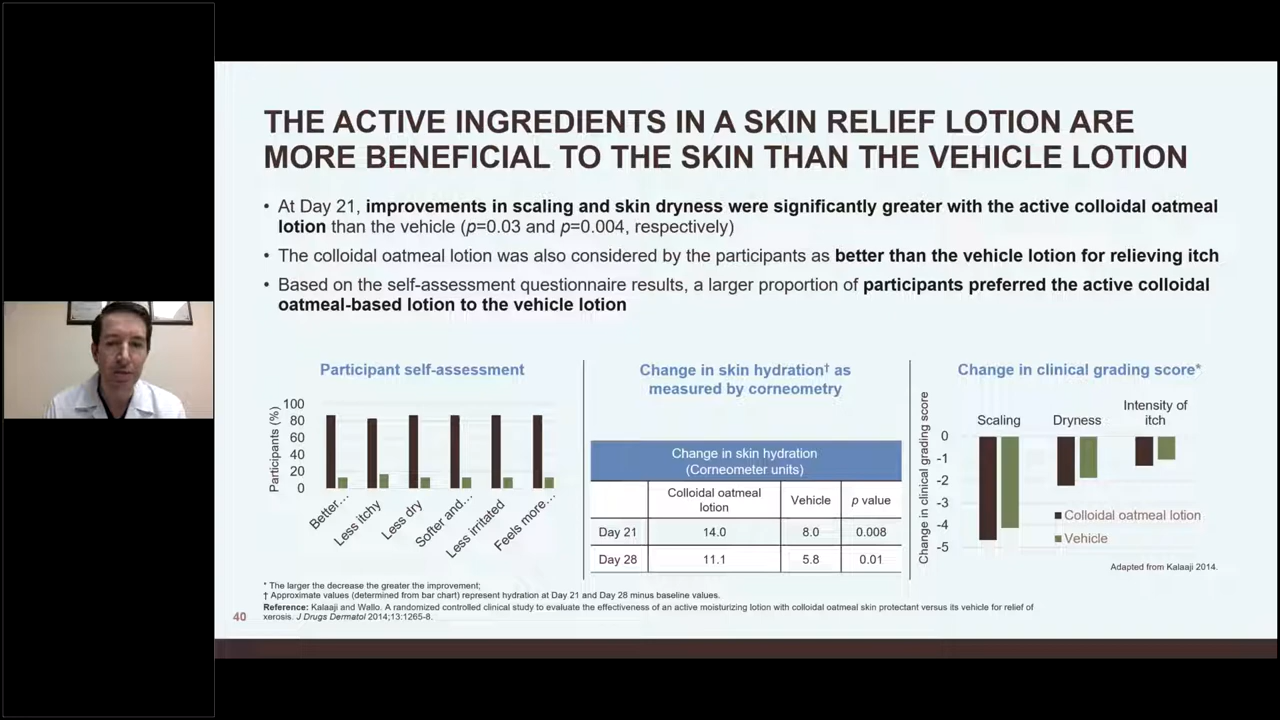 THE ACTIVE INGREDIENTS IN A SKIN RELIEF LOTION ARE
MORE BENEFICIAL TO THE SKIN THAN THE VEHICLE LOTION
• At Day 21, improvements in scaling and skin dryness were significantly greater with the active colloidal oatmeal
lotion than the vehicle (p=0.03 and p=0.004, respectively)
• The colloidal oatmeal lotion was also considered by the participants as better than the vehicle lotion for relieving itch
• Based on the self-assessment questionnaire results, a larger proportion of participants preferred the active colloidal
oatmeal-based lotion to the vehicle lotion
Participant self-assessment
Participants (%)
100
80
60
40
20
0
Better...
Less itchy
Less dry
Softer and...
Less irritated
Feels more...
Change in skin hydration† as
measured by corneometry
Change in skin hydration
(Corneometer units)
Colloidal oatmeal
lotion
Vehicle
p value
Day 21 14.0 8.0 0.008
Day 28 11.1 5.8 0.01
Change in clinical grading score*
Change in clinical grading score
Scaling
Dryness
Intensity of
itch
0
-1
-2
-3
-4
-5
Colloidal oatmeal lotion
Vehicle
Adapted from Kalaaji 2014.
* The larger the decrease the greater the improvement;
† Approximate values (determined from bar chart) represent hydration at Day 21 and Day 28 minus baseline values.
Reference: Kalaaji and Wallo. A randomized controlled clinical study to evaluate the effectiveness of an active moisturizing lotion with colloidal oatmeal skin protectant versus its vehicle for relief of
xerosis. J Drugs Dermatol 2014;13:1265-8.
40